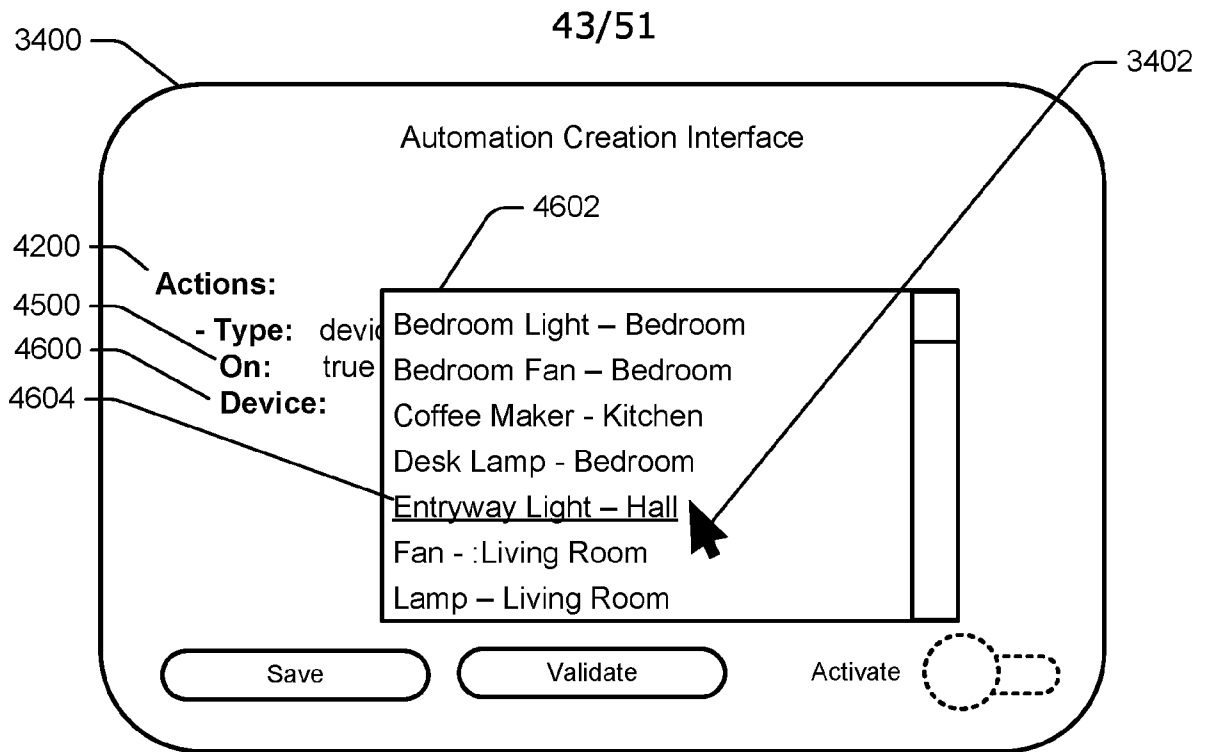 43/51
3400
3402
Automation Creation Interface
4602
4200
Actions:
4500
- Type: devic
4600
On: true
4604
Device:
Bedroom Light – Bedroom
Bedroom Fan – Bedroom
Coffee Maker - Kitchen
Desk Lamp - Bedroom
Entryway Light – Hall
Fan - :Living Room
Lamp – Living Room
Save
Validate
Activate